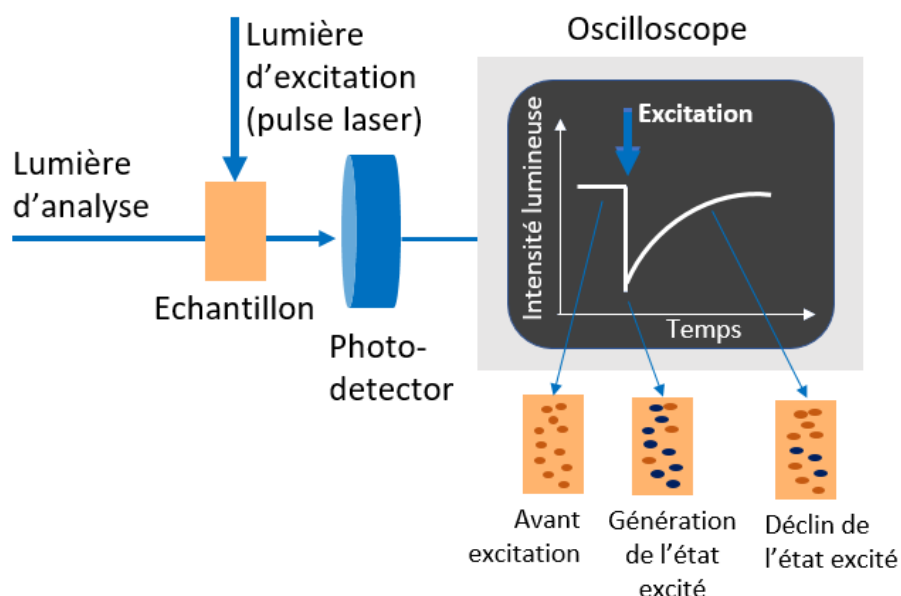 Lumière
d’excitation
(pulse laser)
Oscilloscope
Lumière
d’analyse
Echantillon
Photo-
detector
Excitation
Intensité lumineuse
Temps
Avant
excitation
Génération
de l’état
excité
Déclin de
l’état excité